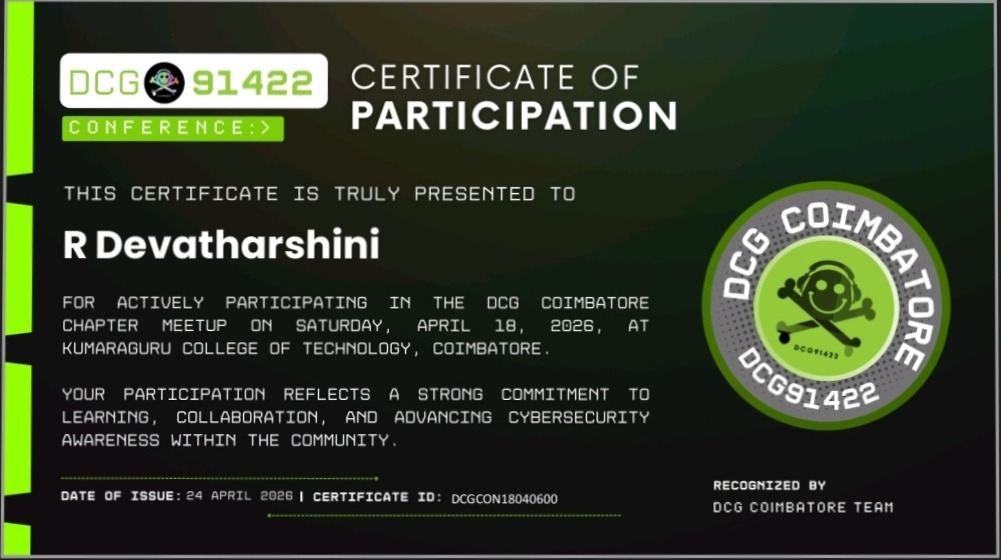 DCG 91422
CONFERENCE:>
CERTIFICATE OF
PARTICIPATION
THIS CERTIFICATE IS TRULY PRESENTED TO
R Devatharshini
FOR ACTIVELY PARTICIPATING IN THE DCG COIMBATORE
CHAPTER MEETUP ON SATURDAY, APRIL 18, 2026, AT
KUMARAGURU COLLEGE OF TECHNOLOGY, COIMBATORE.
YOUR PARTICIPATION REFLECTS A STRONG COMMITMENT TO
LEARNING, COLLABORATION, AND ADVANCING CYBERSECURITY
AWARENESS WITHIN THE COMMUNITY.
DATE OF ISSUE: 24 APRIL 2026 | CERTIFICATE ID: DCGCON18040600
DCG COIMBATORE
DCG91422
DCG91422
RECOGNIZED BY
DCG COIMBATORE TEAM